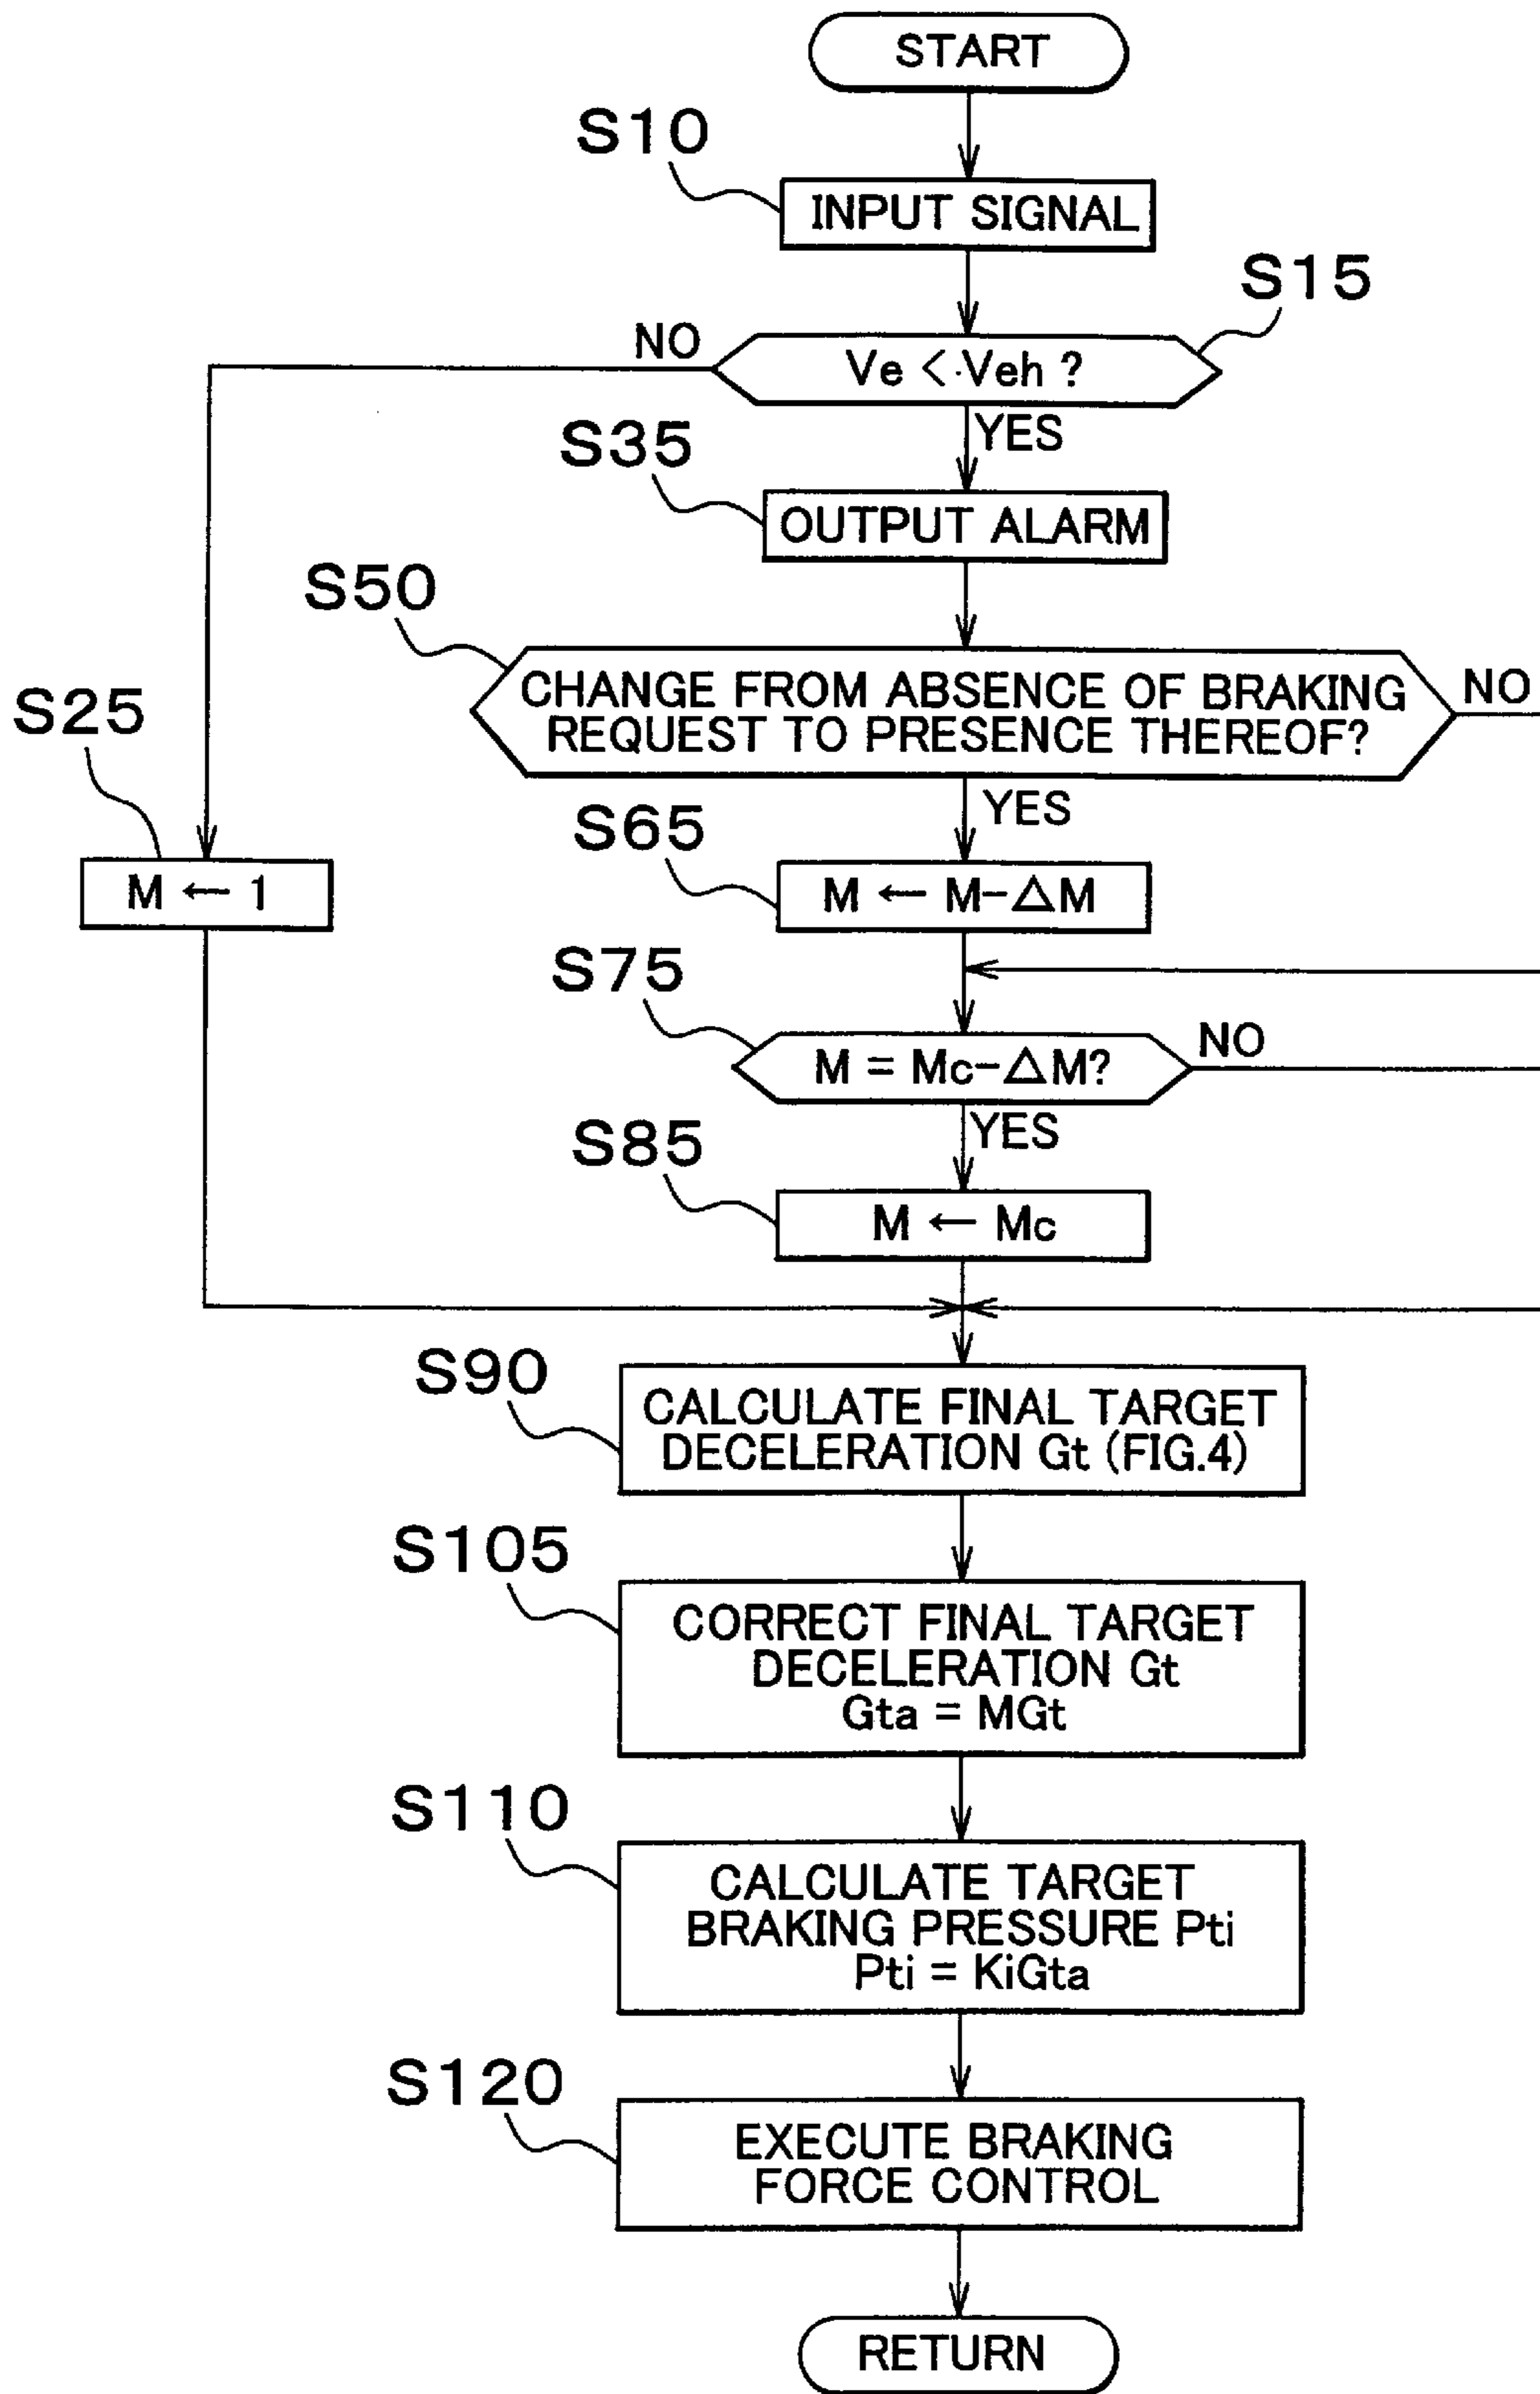 START
S10
INPUT SIGNAL
S15
NO
Ve < Veh ?
YES
S35
OUTPUT ALARM
S50
CHANGE FROM ABSENCE OF BRAKING
REQUEST TO PRESENCE THEREOF?
NO
YES
S25
M ← 1
S65
M ← M-△M
S75
M = Mc-△M?
NO
YES
S85
M ← Mc
S90
CALCULATE FINAL TARGET
DECELERATION Gt (FIG.4)
S105
CORRECT FINAL TARGET
DECELERATION Gt
Gta = MGt
S110
CALCULATE TARGET
BRAKING PRESSURE Pti
Pti = KiGta
S120
EXECUTE BRAKING
FORCE CONTROL
RETURN